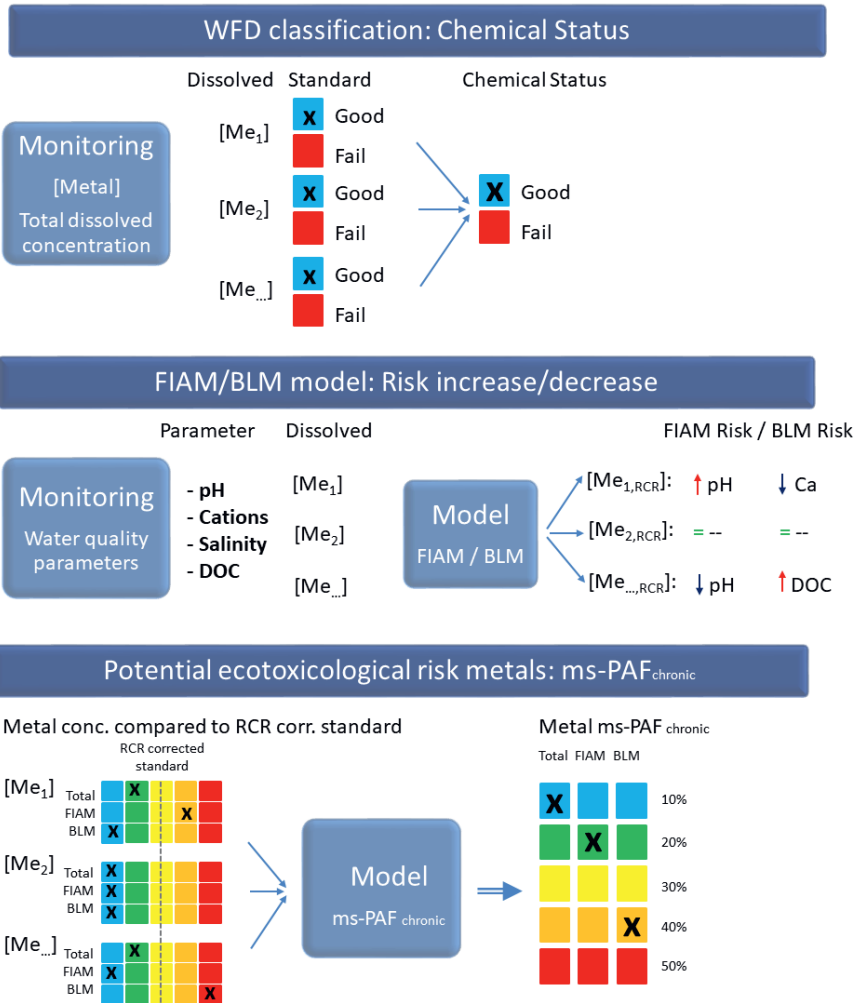 WFD classification: Chemical Status
Dissolved Standard Chemical Status
Monitoring
[Metal]
Total dissolved
concentration
[Me1]
X Good
Fail
[Me2]
X Good
Fail
[Me...]
X Good
Fail
X Good
Fail
FIAM/BLM model: Risk increase/decrease
Parameter Dissolved FIAM Risk / BLM Risk
Monitoring
Water quality
parameters
- pH
- Cations
- Salinity
- DOC
[Me1]
[Me2]
[Me...]
Model
FIAM / BLM
[Me1,RCR]: ↑ pH ↓ Ca
[Me2,RCR]: = -- = --
[Me...,RCR]: ↓ pH ↑ DOC
Potential ecotoxicological risk metals: ms-PAFchronic
Metal conc. compared to RCR corr. standard
RCR corrected
standard
[Me1]
Total X
FIAM X
BLM X
[Me2]
Total X
FIAM X
BLM X
[Me...]
Total X
FIAM X
BLM X
Model
ms-PAF chronic
Metal ms-PAF chronic
Total FIAM BLM
X 10%
X 20%
30%
X 40%
50%